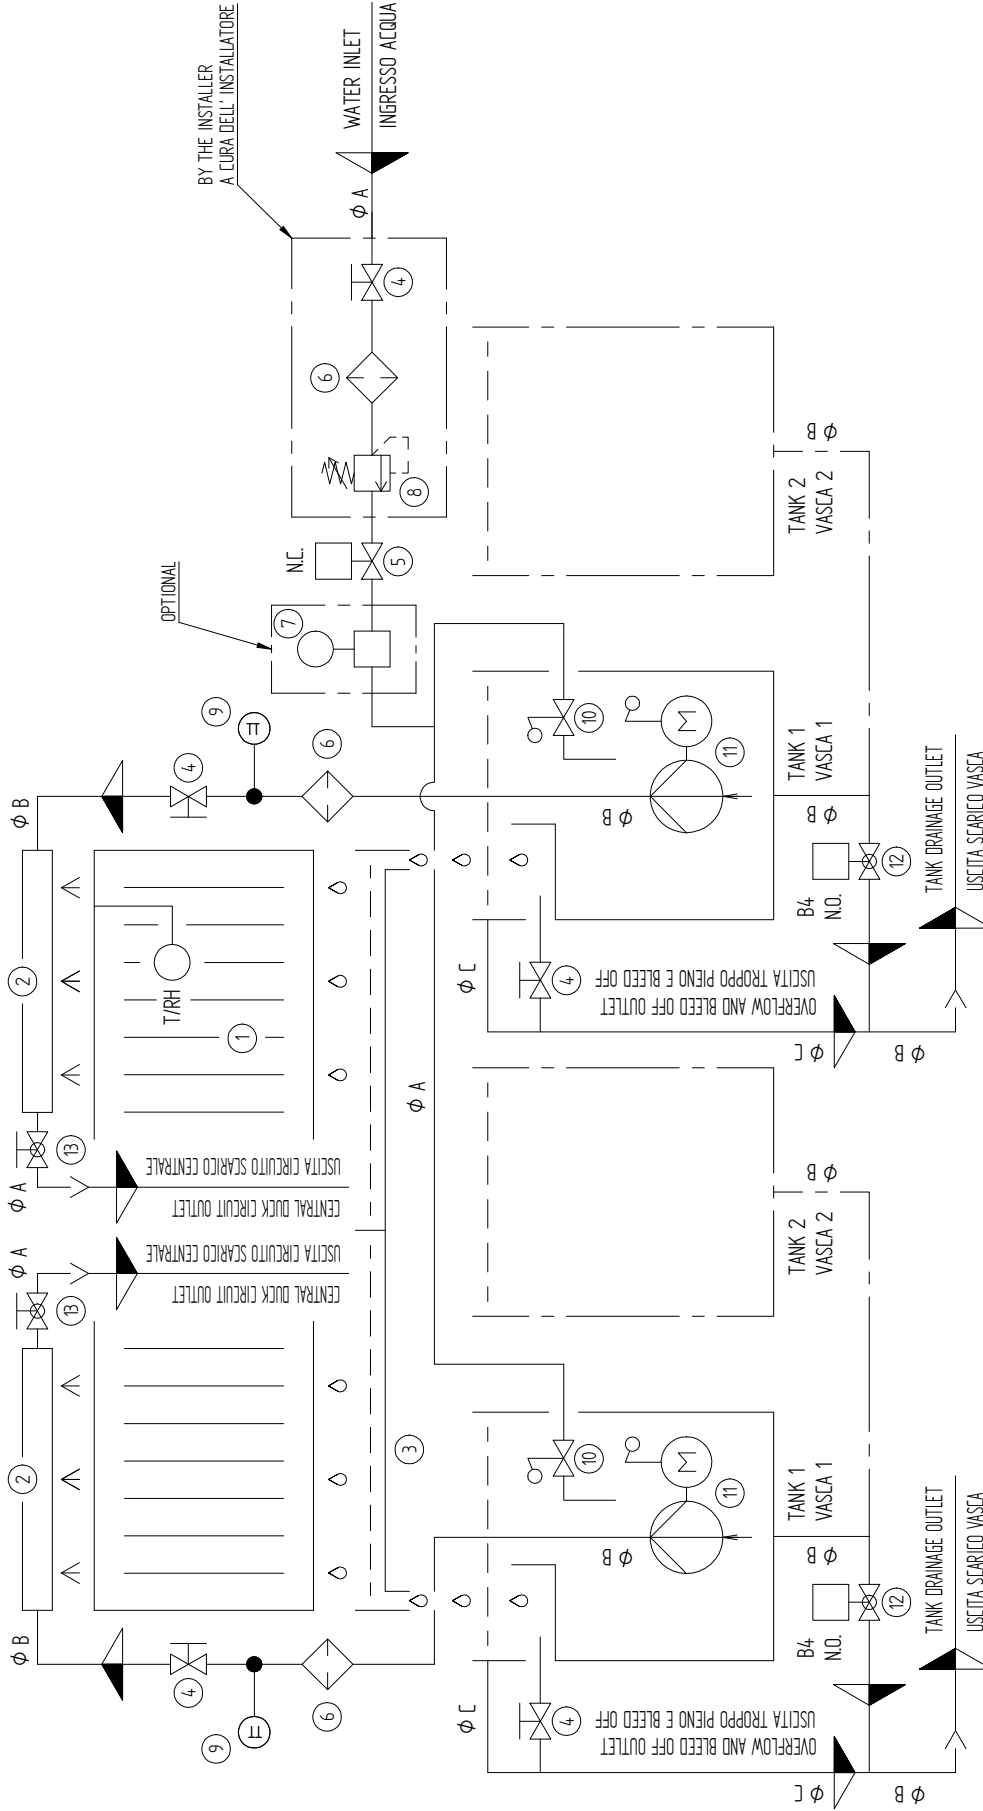 φ B
2
φ A
φ A
2
φ B
13
13
USCITA CIRCUITO SCARICO CENTRALE
CENTRAL DUCK CIRCUIT OUTLET
USCITA CIRCUITO SCARICO CENTRALE
CENTRAL DUCK CIRCUIT OUTLET
T/RH
1
4
4
9
9
OPTIONAL
BY THE INSTALLER
A CURA DELL' INSTALLATORE
6
6
7
N.C.
5
8
6
4
φ A
WATER INLET
INGRESSO ACQUA
3
φ A
φ C
φ C
4
4
10
10
M
M
φ B
φ B
11
11
OVERFLOW AND BLEED OFF OUTLET
USCITA TROPPO PIENO E BLEED OFF
OVERFLOW AND BLEED OFF OUTLET
USCITA TROPPO PIENO E BLEED OFF
TANK 1
VASCA 1
TANK 2
VASCA 2
TANK 1
VASCA 1
TANK 2
VASCA 2
φ C
φ B
B4
N.O.
φ B
φ B
φ C
φ B
B4
N.O.
φ B
φ B
12
12
TANK DRAINAGE OUTLET
USCITA SCARICO VASCA
TANK DRAINAGE OUTLET
USCITA SCARICO VASCA